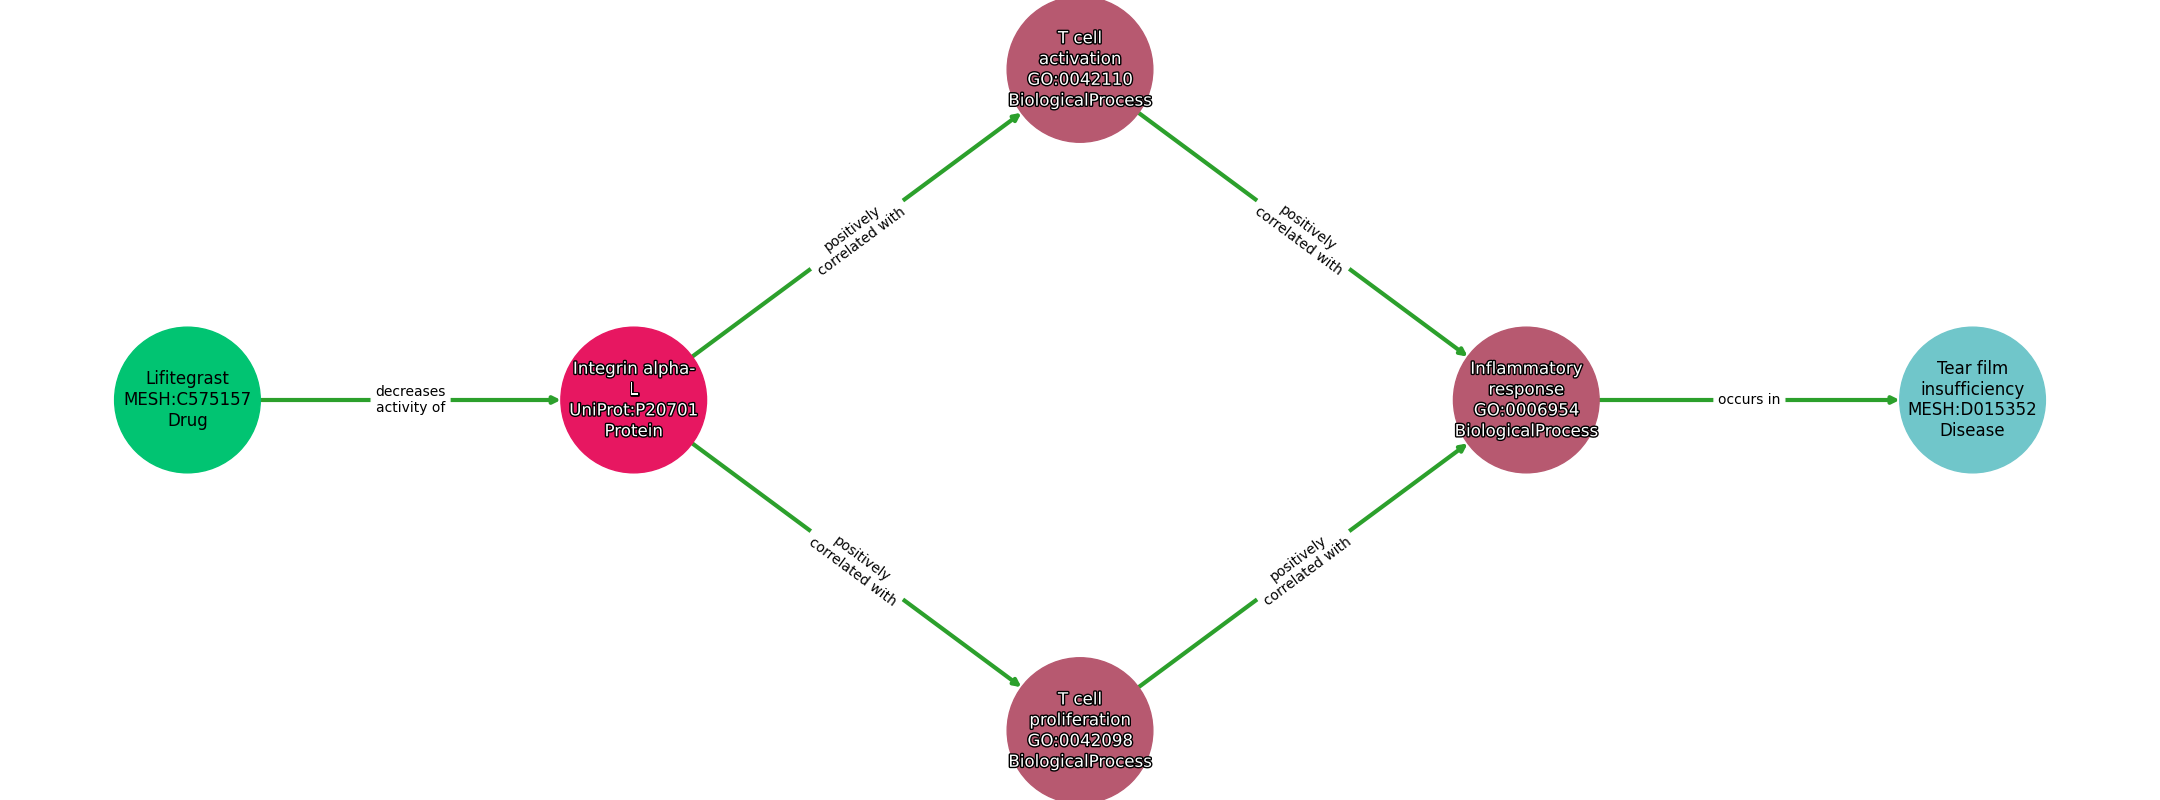 T cell
activation
GO:0042110
BiologicalProcess
positively
correlated with
positively
correlated with
Lifitegrast
MESH:C575157
Drug
decreases
activity of
Integrin alpha-
L
UniProt:P20701
Protein
Inflammatory
response
GO:0006954
BiologicalProcess
occurs in
Tear film
insufficiency
MESH:D015352
Disease
positively
correlated with
positively
correlated with
T cell
proliferation
GO:0042098
BiologicalProcess